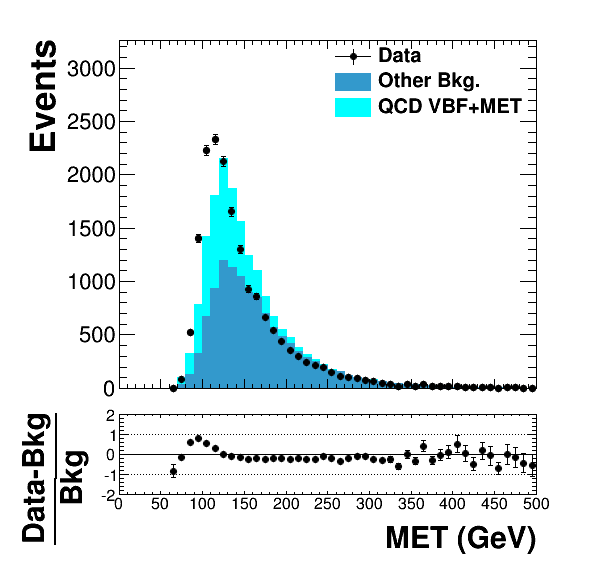 Events
3000
2500
2000
1500
1000
500
0
Data
Other Bkg.
QCD VBF+MET
Data-Bkg
Bkg
2
1
0
-1
-2
0 50 100 150 200 250 300 350 400 450 500
MET (GeV)